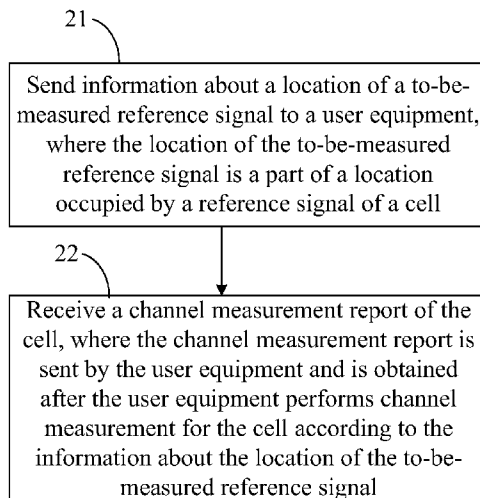 21
Send information about a location of a to-be-
measured reference signal to a user equipment,
where the location of the to-be-measured
reference signal is a part of a location
occupied by a reference signal of a cell
22
Receive a channel measurement report of the
cell, where the channel measurement report is
sent by the user equipment and is obtained
after the user equipment performs channel
measurement for the cell according to the
information about the location of the to-be-
measured reference signal